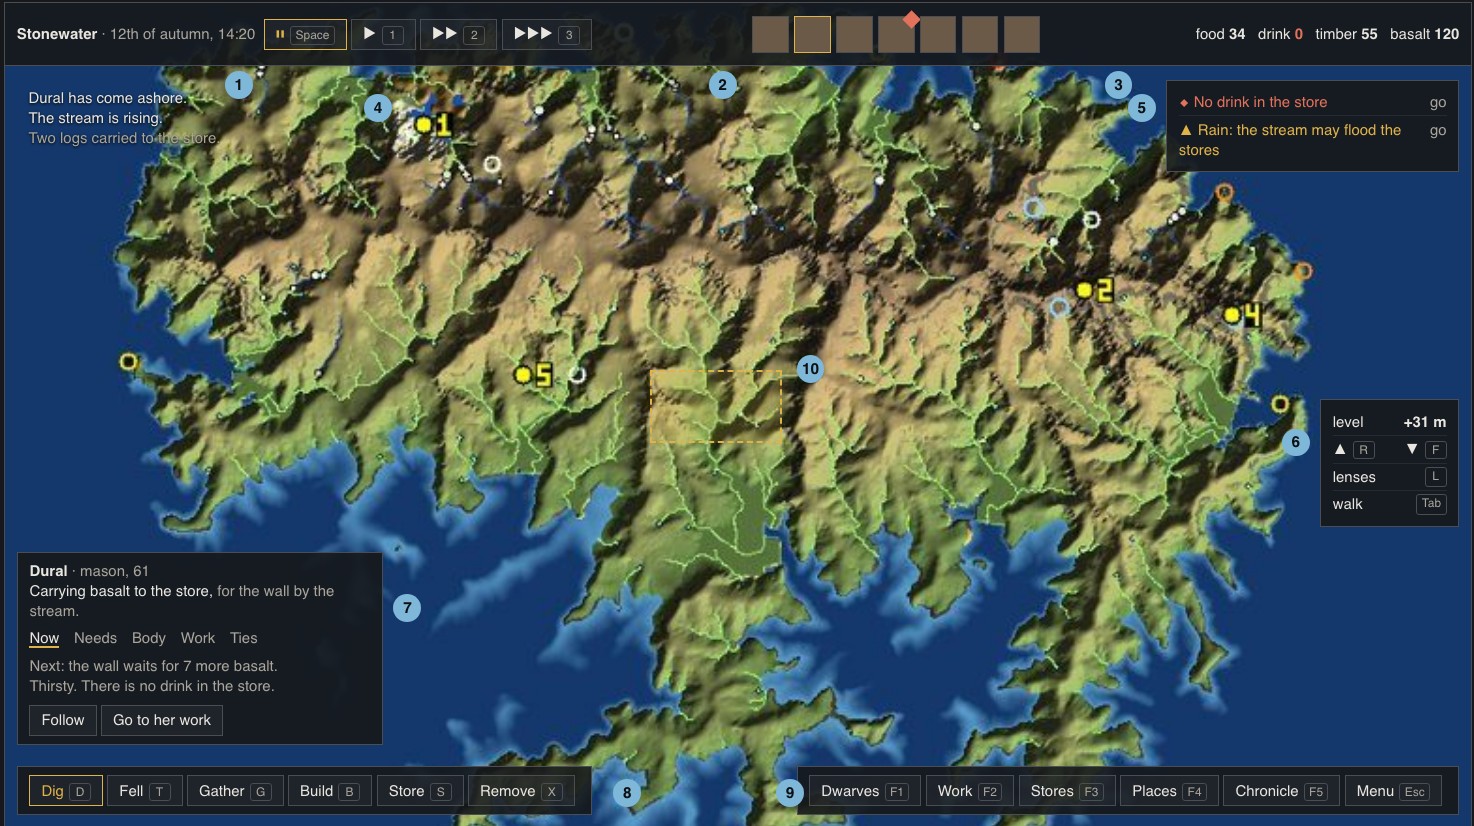 Stonewater · 12th of autumn, 14:20
Space
1
2
3
food 34 drink 0 timber 55 basalt 120
1
2
3
4
5
Dural has come ashore.
The stream is rising.
Two logs carried to the store.
No drink in the store go
Rain: the stream may flood the go
stores
1
2
4
5
10
6
level +31 m
R F
lenses L
walk Tab
Dural · mason, 61
Carrying basalt to the store, for the wall by the
stream.
Now Needs Body Work Ties
Next: the wall waits for 7 more basalt.
Thirsty. There is no drink in the store.
Follow Go to her work
7
Dig D Fell T Gather G Build B Store S Remove X
8
9
Dwarves F1 Work F2 Stores F3 Places F4 Chronicle F5 Menu Esc